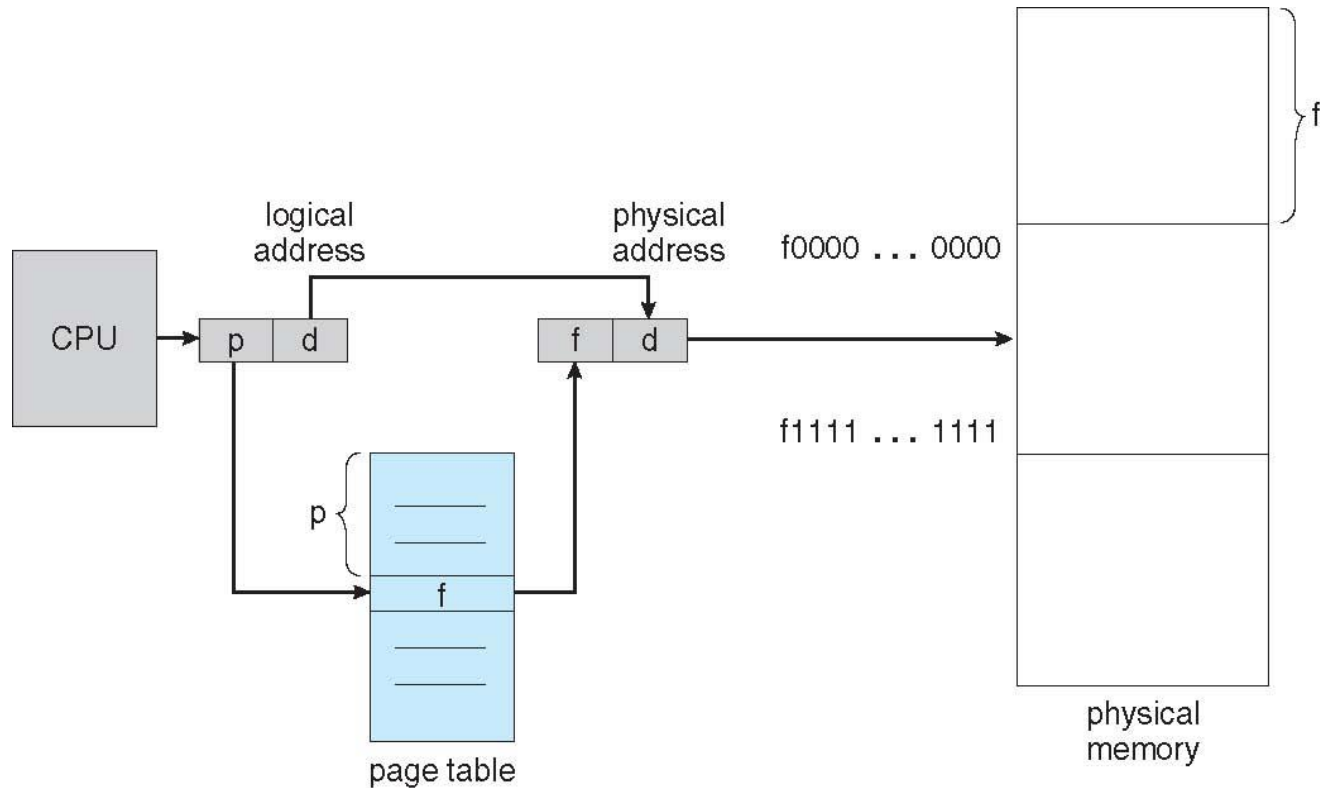 f
logical
address
physical
address
f0000 ... 0000
CPU
p
d
f
d
f1111 ... 1111
p
f
page table
physical
memory